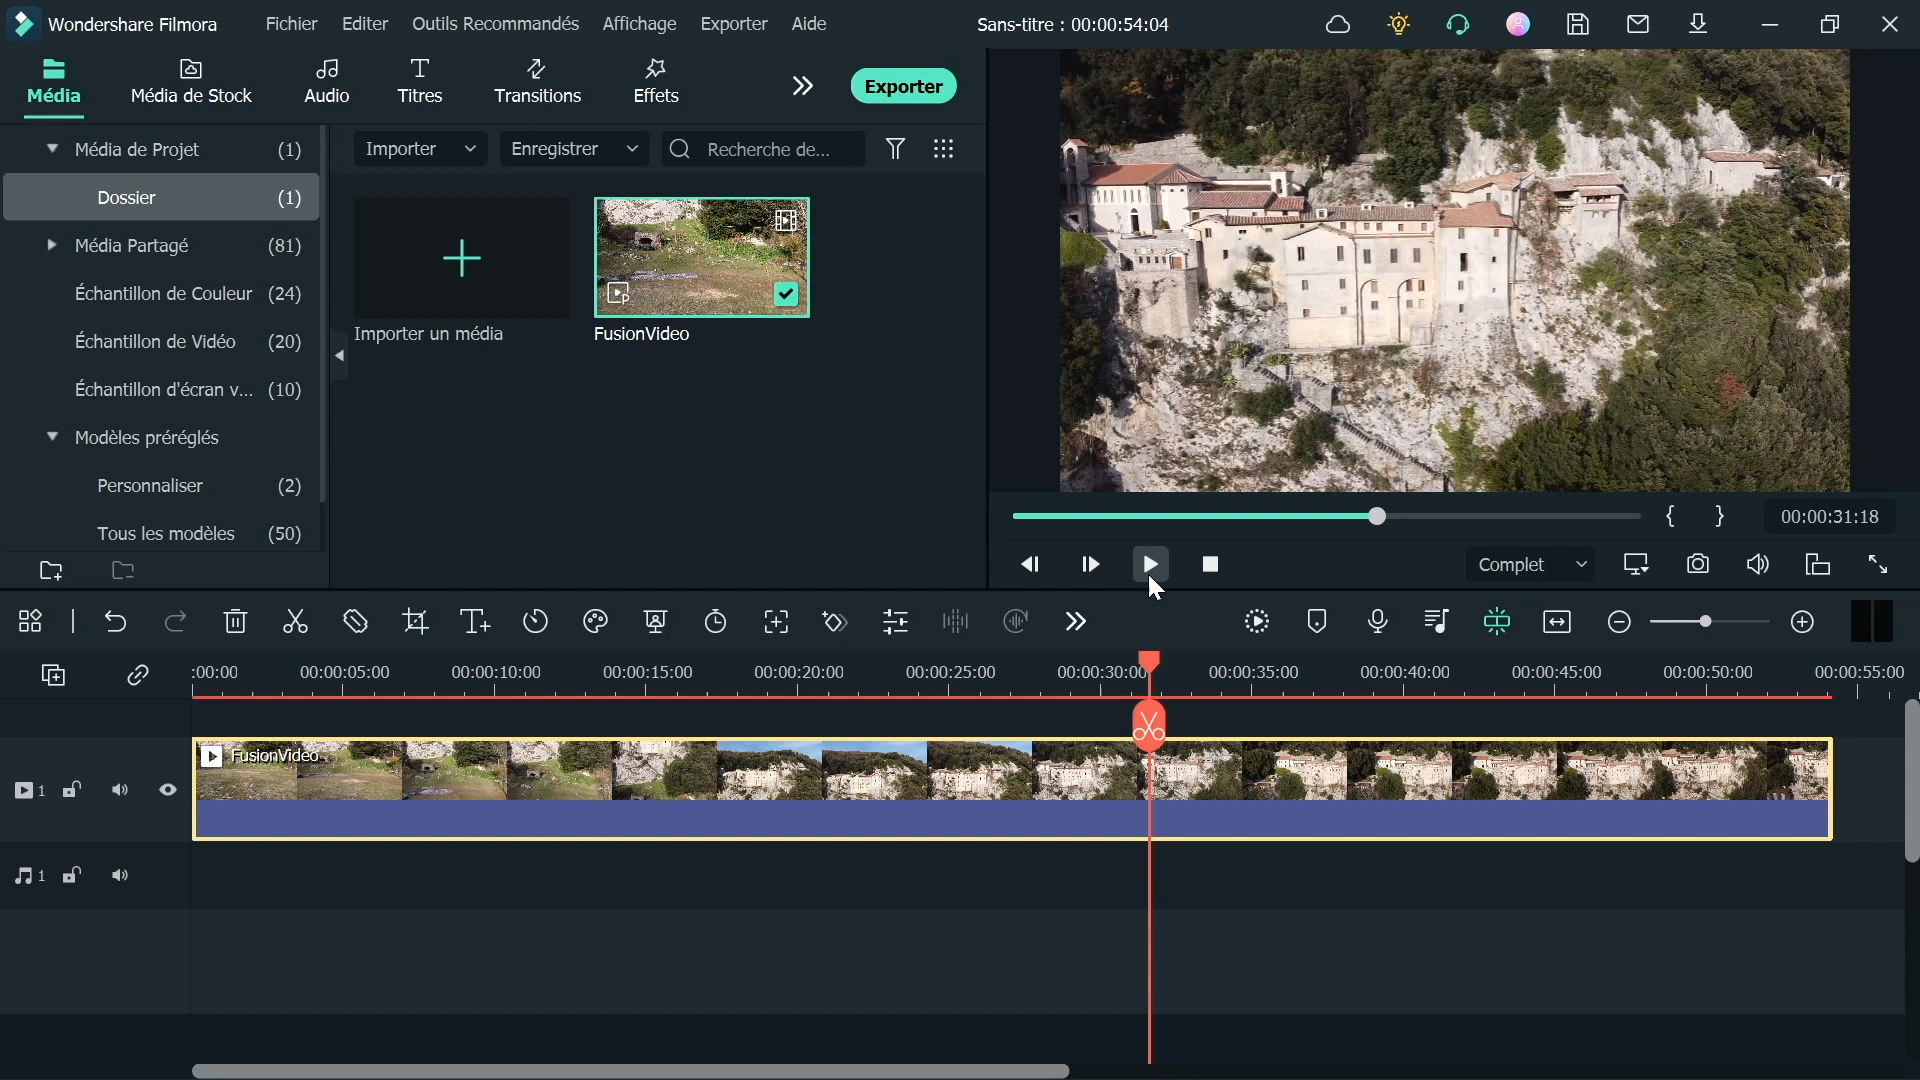 Wondershare Filmora
Fichier Editer Outils Recommandés Affichage Exporter Aide
Sans-titre : 00:00:54:04
Média
Média de Stock
Audio
Titres
Transitions
Effets
Exporter
Média de Projet (1)
Dossier (1)
Média Partagé (81)
Échantillon de Couleur (24)
Échantillon de Vidéo (20)
Échantillon d'écran v... (10)
Modèles préréglés
Personnaliser (2)
Tous les modèles (50)
Importer
Enregistrer
Recherche de...
Importer un média
FusionVideo
00:00:31:18
Complet
:00:00 00:00:05:00 00:00:10:00 00:00:15:00 00:00:20:00 00:00:25:00 00:00:30:00 00:00:35:00 00:00:40:00 00:00:45:00 00:00:50:00 00:00:55:00
FusionVideo
1
1